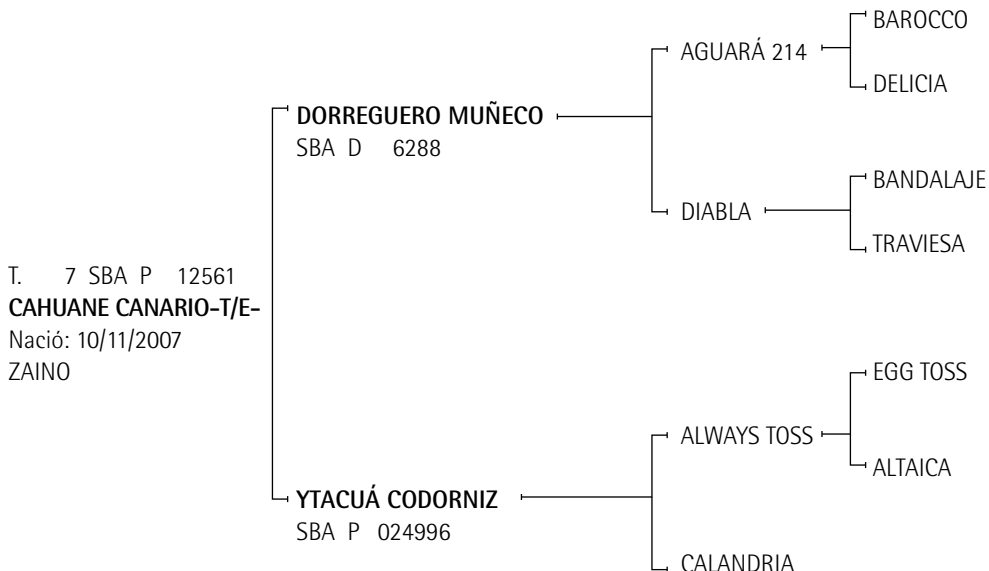 T. 7 SBA P 12561
CAHUANE CANARIO-T/E-
Nació: 10/11/2007
ZAINO
DORREGUERO MUÑECO
SBA D 6288
AGUARÁ 214
BAROCCO
DELICIA
DIABLA
BANDALAJE
TRAVIESA
YTACUÁ CODORNIZ
SBA P 024996
ALWAYS TOSS
EGG TOSS
ALTAICA
CALANDRIA